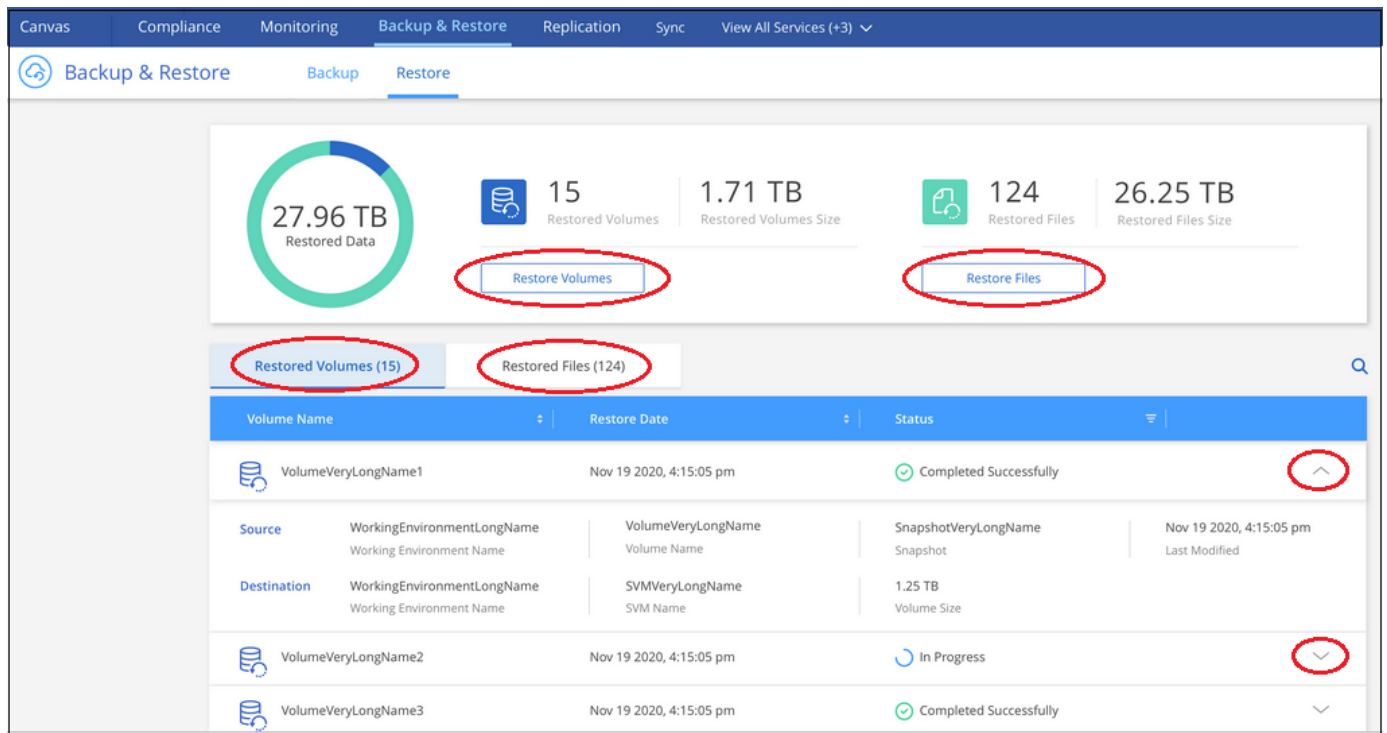 Canvas Compliance Monitoring Backup & Restore Replication Sync View All Services (+3)
Backup & Restore Backup Restore
27.96 TB
Restored Data
15 1.71 TB 124 26.25 TB
Restored Volumes Restored Volumes Size Restored Files Restored Files Size
Restore Volumes Restore Files
Restored Volumes (15) Restored Files (124)
Volume Name Restore Date Status
VolumeVeryLongName1 Nov 19 2020, 4:15:05 pm Completed Successfully
Source WorkingEnvironmentLongName VolumeVeryLongName SnapshotVeryLongName Nov 19 2020, 4:15:05 pm
Working Environment Name Volume Name Snapshot Last Modified
Destination WorkingEnvironmentLongName SVMVeryLongName 1.25 TB
Working Environment Name SVM Name Volume Size
VolumeVeryLongName2 Nov 19 2020, 4:15:05 pm In Progress
VolumeVeryLongName3 Nov 19 2020, 4:15:05 pm Completed Successfully